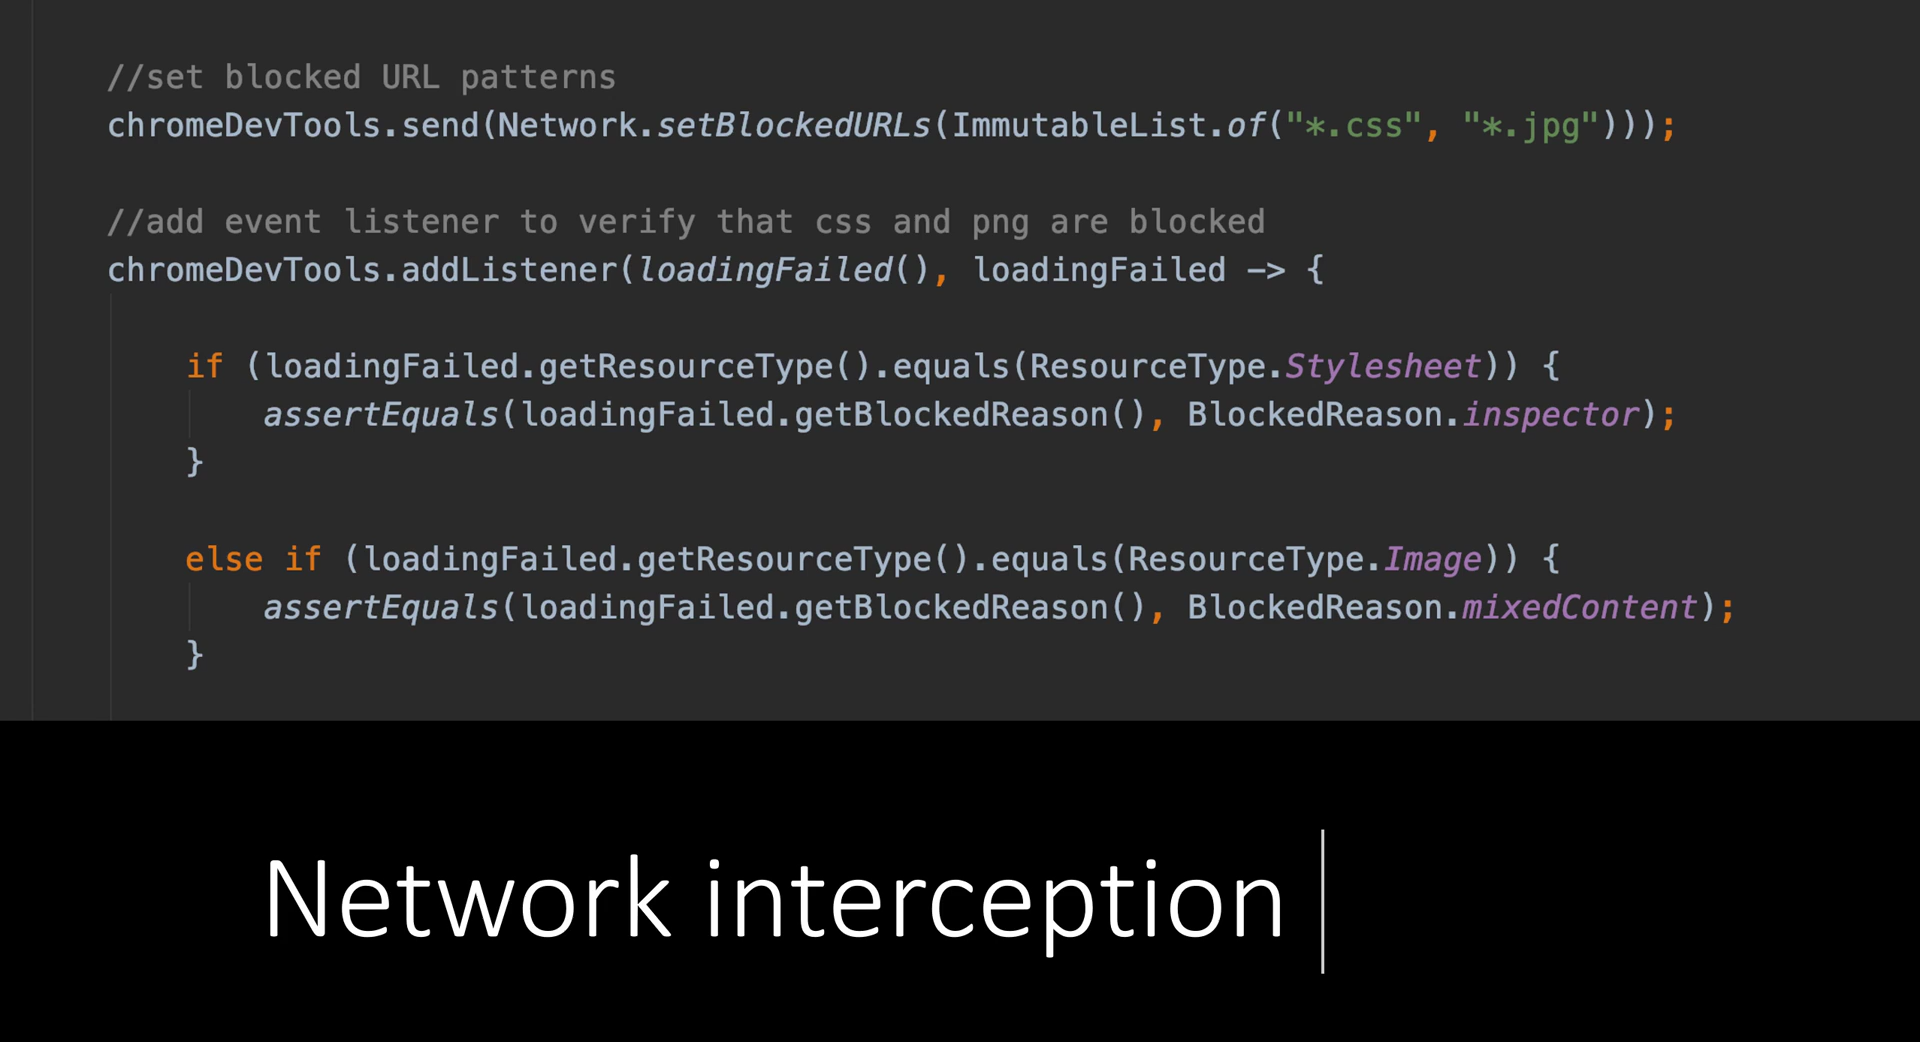 //set blocked URL patterns
chromeDevTools.send(Network.setBlockedURLs(ImmutableList.of("*.css", "*.jpg")));
//add event listener to verify that css and png are blocked
chromeDevTools.addListener(loadingFailed(), loadingFailed -> {
if (loadingFailed.getResourceType().equals(ResourceType.Stylesheet)) {
assertEquals(loadingFailed.getBlockedReason(), BlockedReason.inspector);
}
else if (loadingFailed.getResourceType().equals(ResourceType.Image)) {
assertEquals(loadingFailed.getBlockedReason(), BlockedReason.mixedContent);
}
Network interception